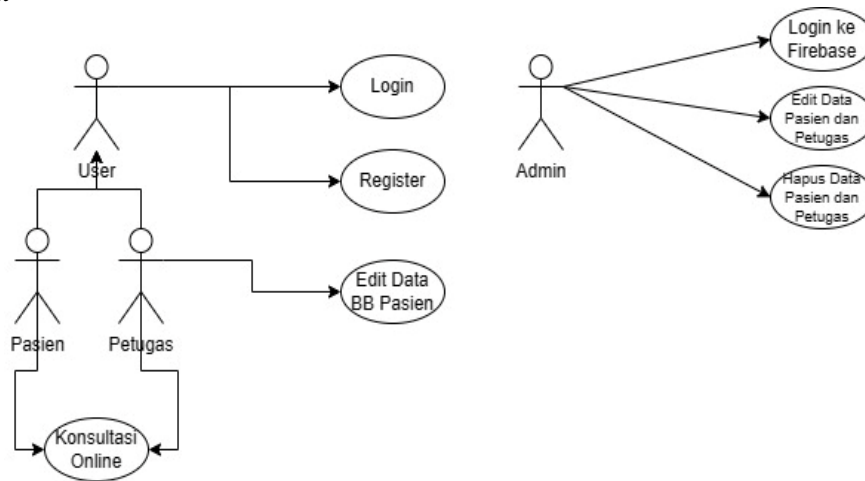 Login
User
Register
Pasien
Petugas
Edit Data
BB Pasien
Konsultasi
Online
Admin
Login ke
Firebase
Edit Data
Pasien dan
Petugas
Hapus Data
Pasien dan
Petugas